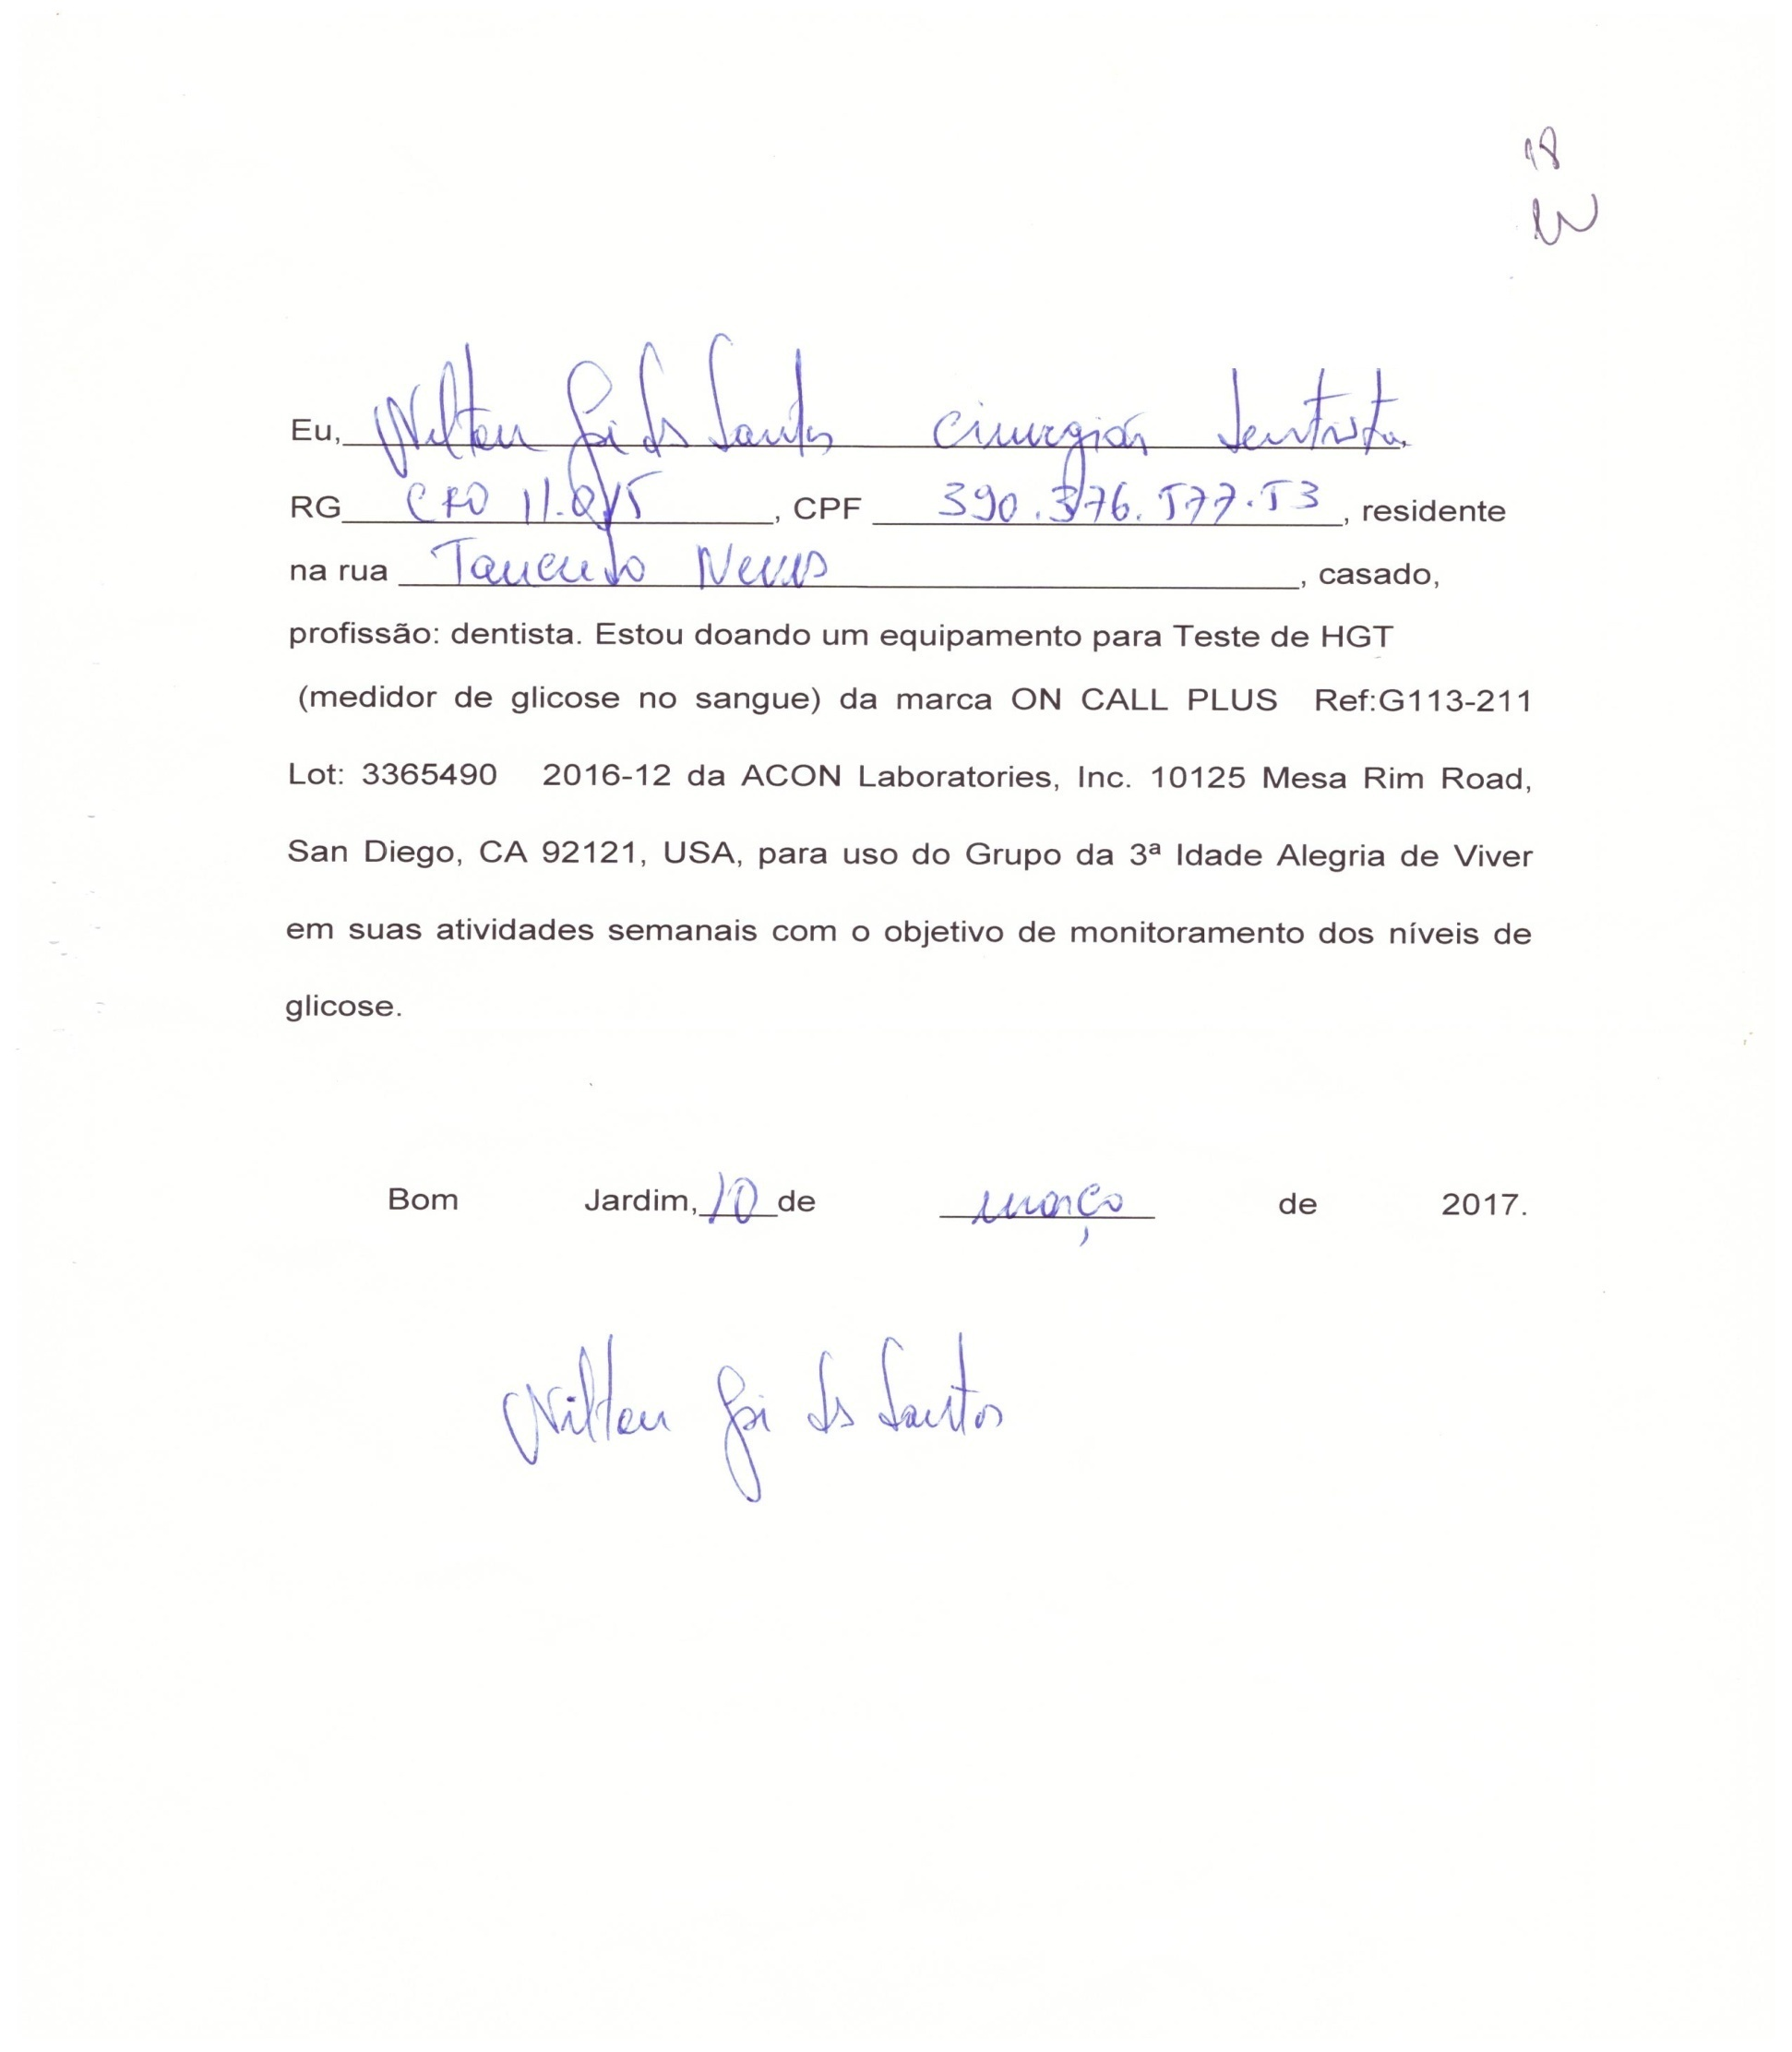 18
Eu, Nilton José dos Santos cirurgião dentista
RG CRO 11.845, CPF 390.376.577.53, residente
na rua Tancredo Neves, casado,
profissão: dentista. Estou doando um equipamento para Teste de HGT
(medidor de glicose no sangue) da marca ON CALL PLUS Ref:G113-211
Lot: 3365490 2016-12 da ACON Laboratories, Inc. 10125 Mesa Rim Road,
San Diego, CA 92121, USA, para uso do Grupo da 3ª Idade Alegria de Viver
em suas atividades semanais com o objetivo de monitoramento dos níveis de
glicose.
Bom Jardim, 10 de março de 2017.
Nilton José dos Santos